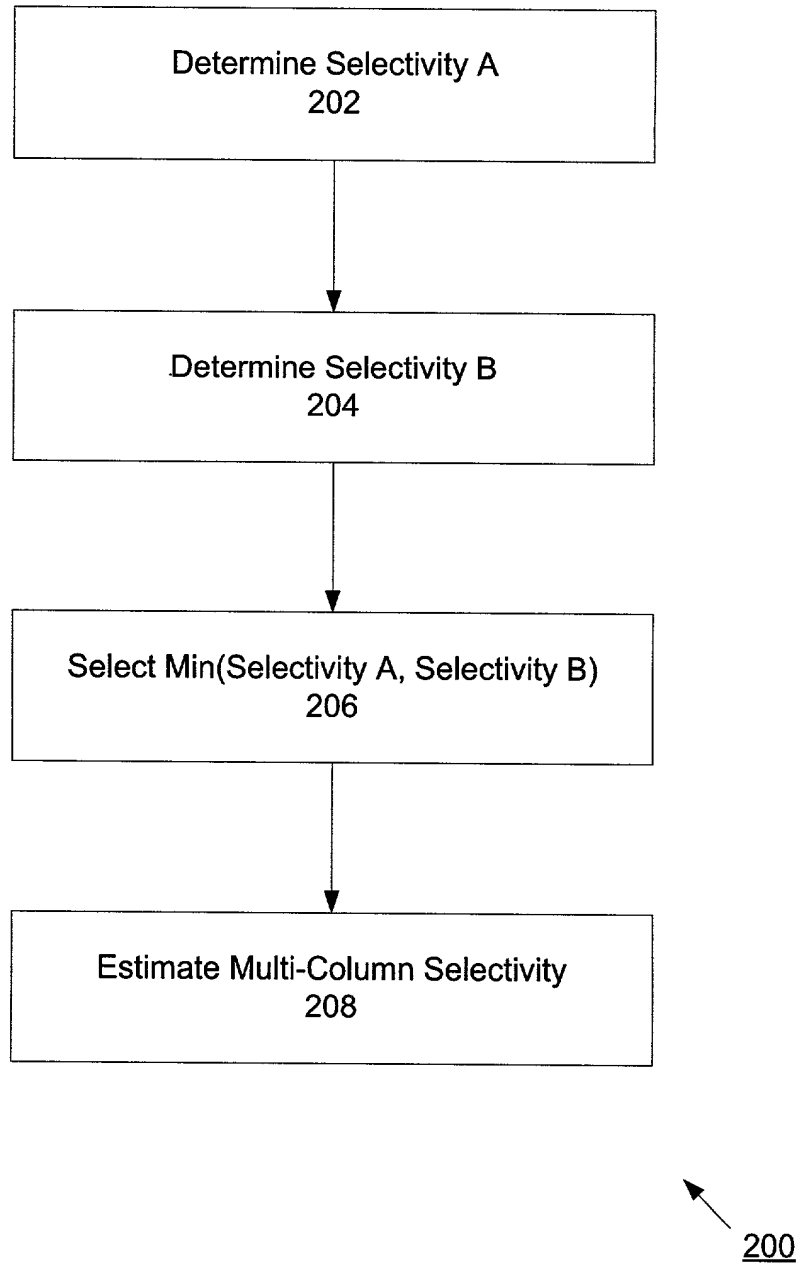 Determine Selectivity A
202
Determine Selectivity B
204
Select Min(Selectivity A, Selectivity B)
206
Estimate Multi-Column Selectivity
208
200